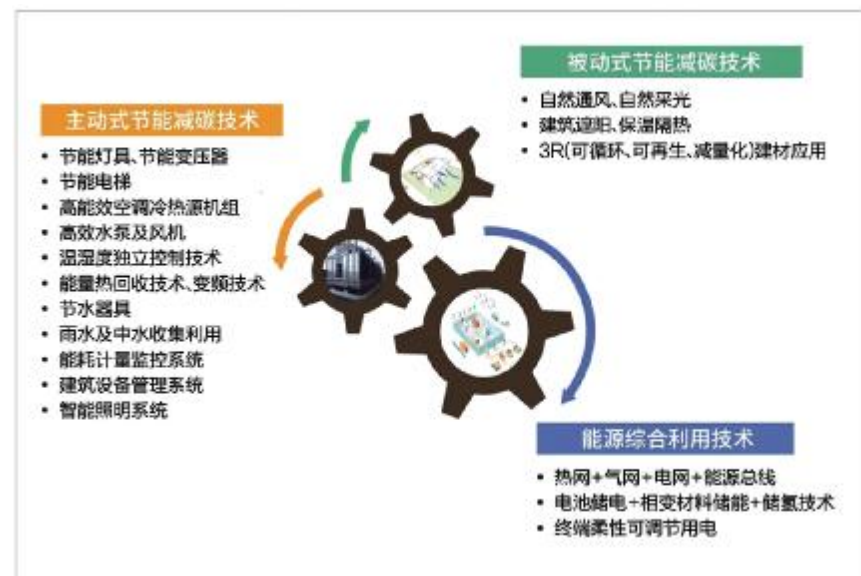 主动式节能减碳技术
• 节能灯具、节能变压器
• 节能电梯
• 高能效空调冷热源机组
• 高效水泵及风机
• 温湿度独立控制技术
• 能量热回收技术、变频技术
• 节水器具
• 雨水及中水收集利用
• 能耗计量监控系统
• 建筑设备管理系统
• 智能照明系统
被动式节能减碳技术
• 自然通风、自然采光
• 建筑遮阳、保温隔热
• 3R(可循环、可再生、减量化)建材应用
能源综合利用技术
• 热网+气网+电网+能源总线
• 电池储电+相变材料储能+储氢技术
• 终端柔性可调节用电